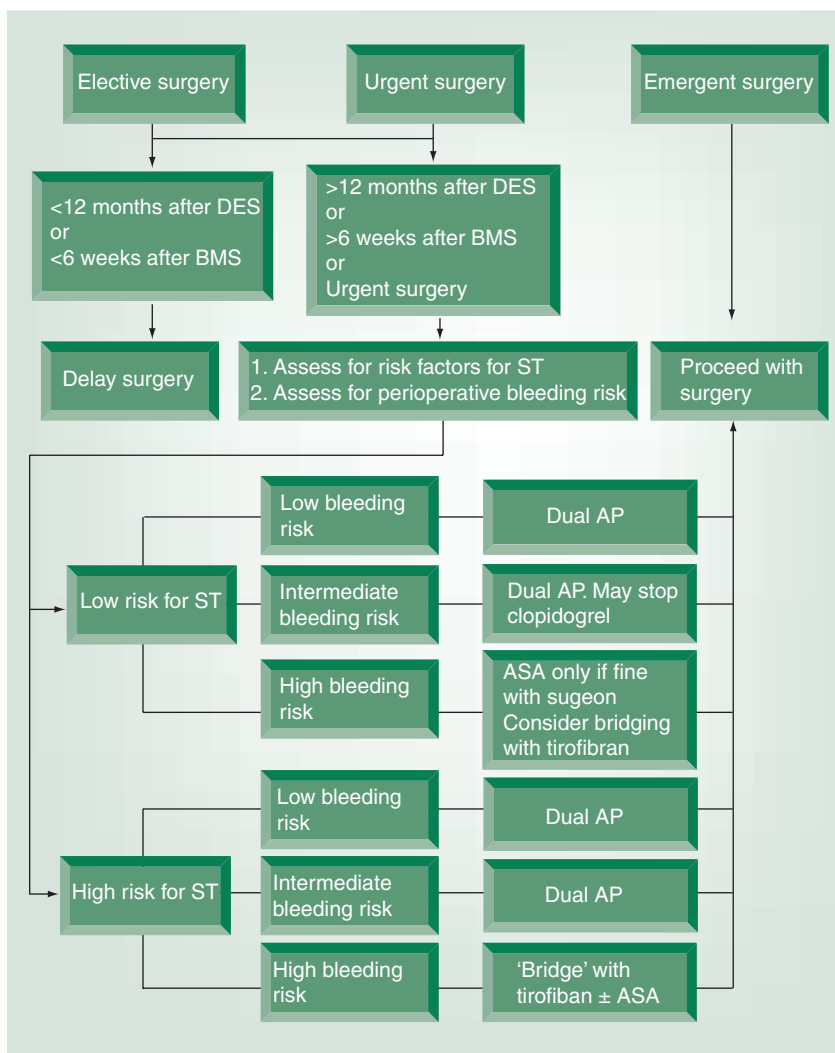 Elective surgery
Urgent surgery
Emergent surgery
<12 months after DES
or
<6 weeks after BMS
>12 months after DES
or
>6 weeks after BMS
or
Urgent surgery
Delay surgery
1. Assess for risk factors for ST
2. Assess for perioperative bleeding risk
Proceed with
surgery
Low risk for ST
Low bleeding
risk
Dual AP
Intermediate
bleeding risk
Dual AP. May stop
clopidogrel
High bleeding
risk
ASA only if fine
with sugeon
Consider bridging
with tirofibran
High risk for ST
Low bleeding
risk
Dual AP
Intermediate
bleeding risk
Dual AP
High bleeding
risk
‘Bridge’ with
tirofiban ± ASA